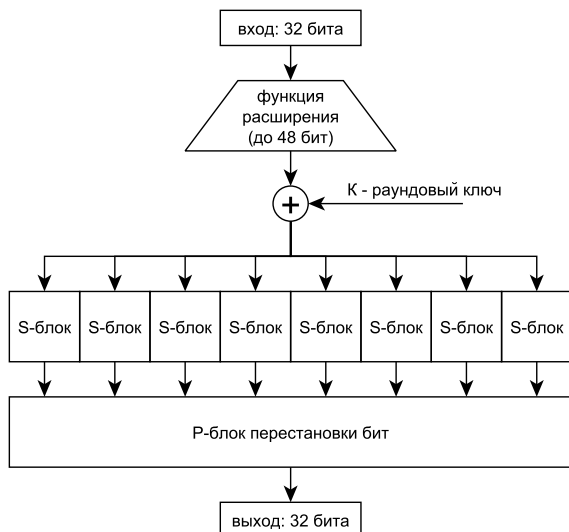 вход: 32 бита
функция
расширения
(до 48 бит)
К - раундовый ключ
+
S-блок S-блок S-блок S-блок S-блок S-блок S-блок S-блок
P-блок перестановки бит
выход: 32 бита